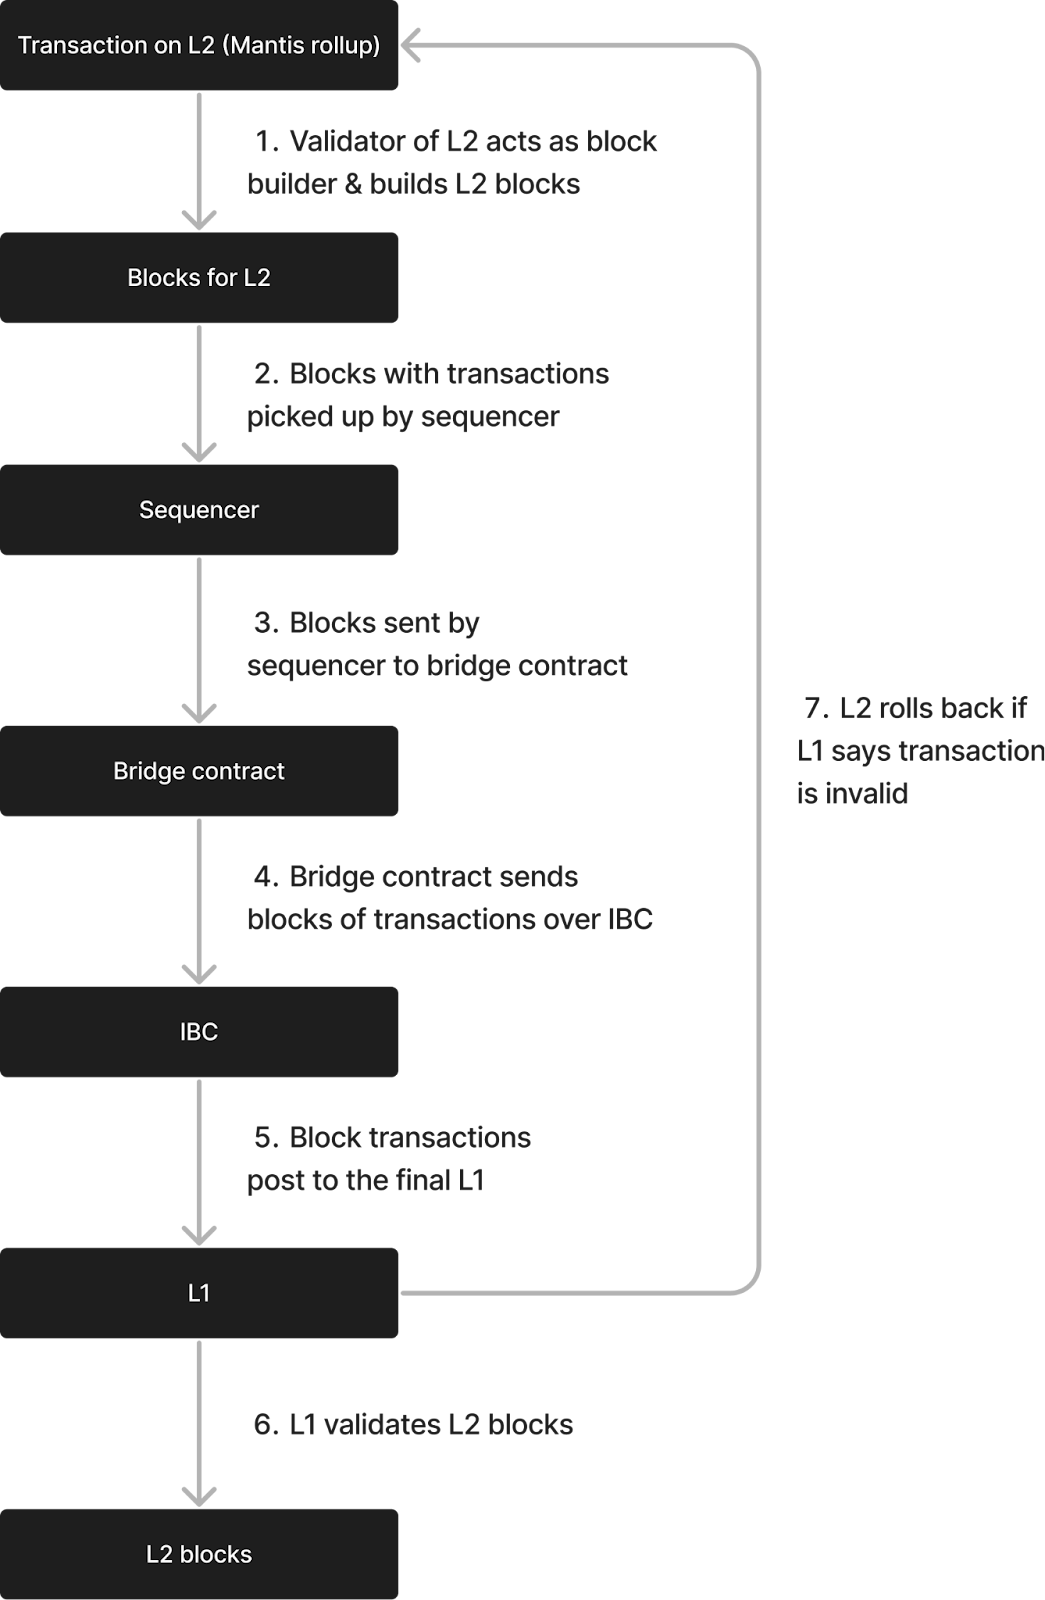 Transaction on L2 (Mantis rollup)
1. Validator of L2 acts as block
builder & builds L2 blocks
Blocks for L2
2. Blocks with transactions
picked up by sequencer
Sequencer
3. Blocks sent by
sequencer to bridge contract
Bridge contract
4. Bridge contract sends
blocks of transactions over IBC
IBC
5. Block transactions
post to the final L1
L1
6. L1 validates L2 blocks
L2 blocks
7. L2 rolls back if
L1 says transaction
is invalid